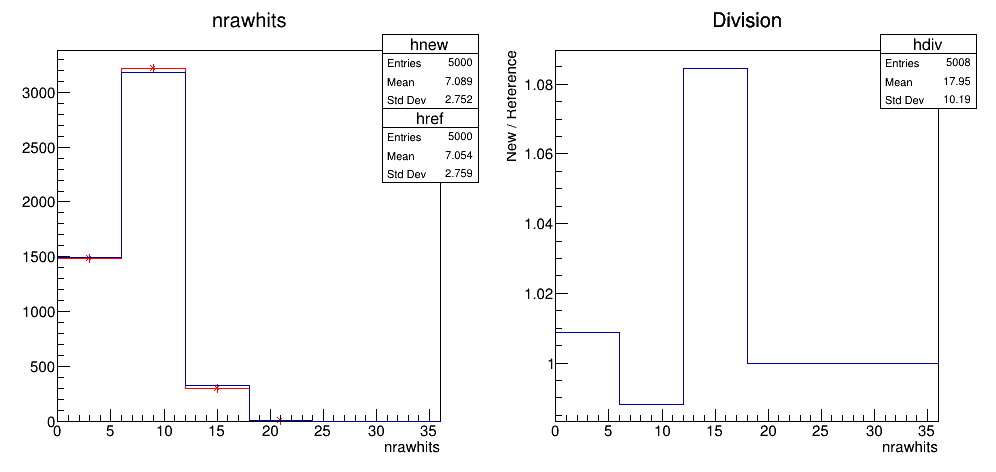 nrawhits
hnew
Entries 5000
Mean 7.089
Std Dev 2.752
href
Entries 5000
Mean 7.054
Std Dev 2.759
3000
2500
2000
1500
1000
500
0
0 5 10 15 20 25 30 35
nrawhits
Division
hdiv
Entries 5008
Mean 17.95
Std Dev 10.19
New / Reference
1.08
1.06
1.04
1.02
1
0 5 10 15 20 25 30 35
nrawhits